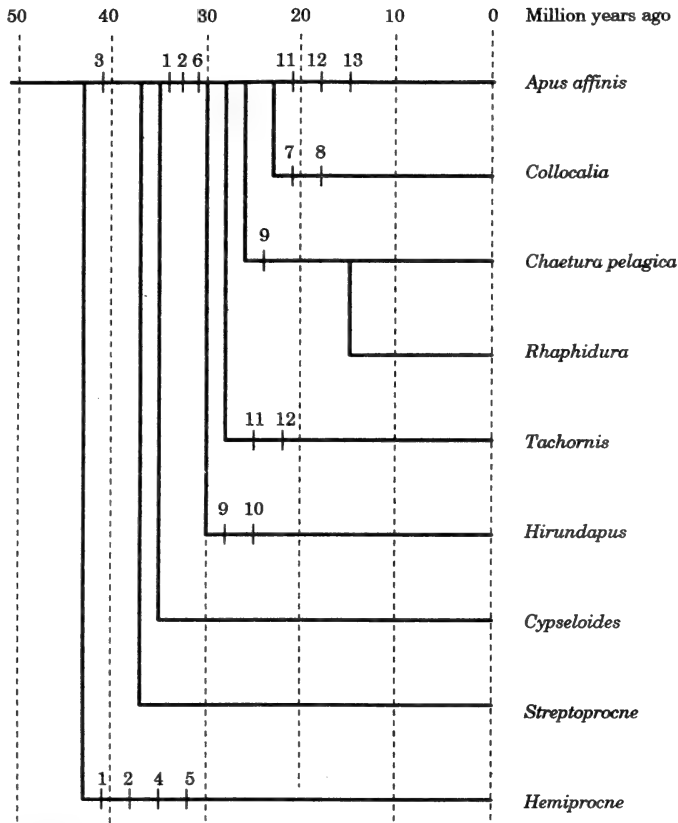 50 40 30 20 10 0 Million years ago
3 1 2 6 11 12 13
Apus affinis
7 8
Collocalia
9
Chaetura pelagica
Rhaphidura
11 12
Tachornis
9 10
Hirundapus
Cypseloides
Streptoprocne
1 2 4 5
Hemiprocne